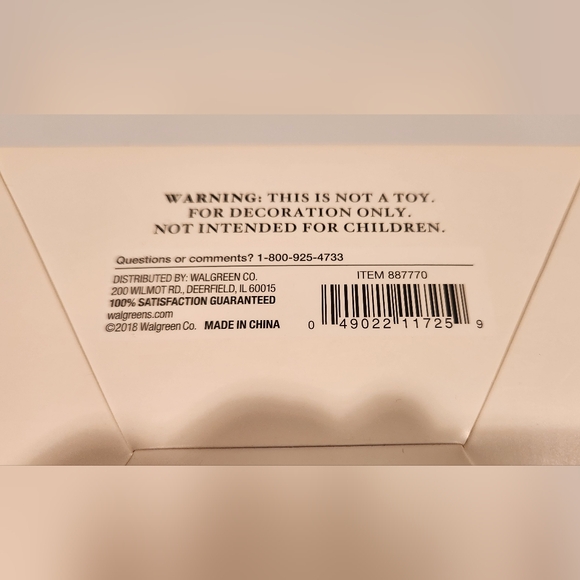 WARNING: THIS IS NOT A TOY.
FOR DECORATION ONLY.
NOT INTENDED FOR CHILDREN.
Questions or comments? 1-800-925-4733
DISTRIBUTED BY: WALGREEN CO.
200 WILMOT RD., DEERFIELD, IL 60015
100% SATISFACTION GUARANTEED
walgreens.com
©2018 Walgreen Co. MADE IN CHINA
ITEM 887770
0 49022 11725 9